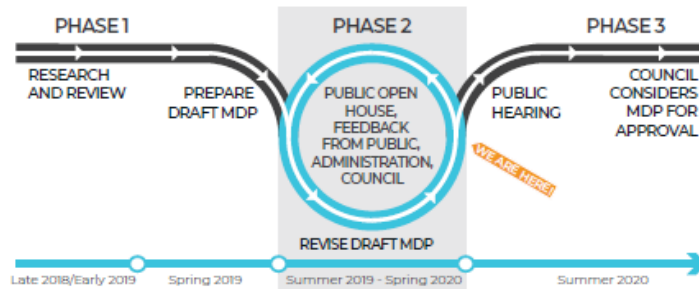 PHASE 1
PHASE 2
PHASE 3
RESEARCH
AND REVIEW
PREPARE
DRAFT MDP
PUBLIC OPEN
HOUSE,
FEEDBACK
FROM PUBLIC,
ADMINISTRATION,
COUNCIL
REVISE DRAFT MDP
PUBLIC
HEARING
COUNCIL
CONSIDERS
MDP FOR
APPROVAL
WE ARE HERE!
Late 2018/Early 2019
Spring 2019
Summer 2019 - Spring 2020
Summer 2020